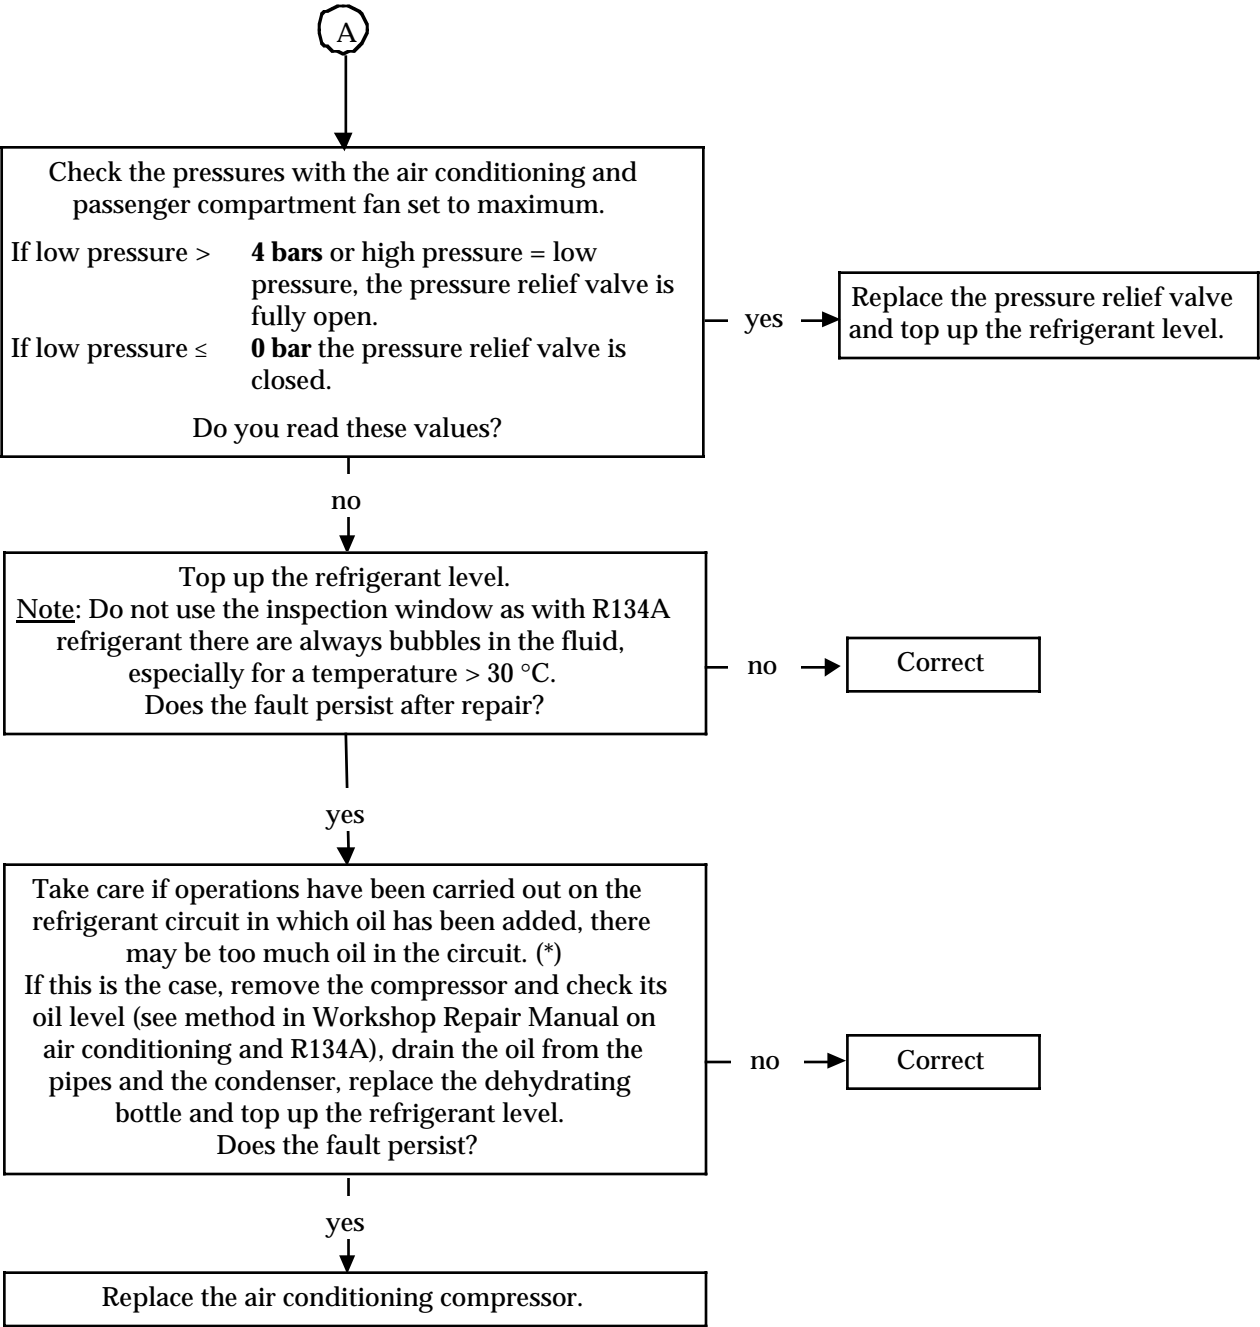 A
Check the pressures with the air conditioning and
passenger compartment fan set to maximum.
If low pressure > 4 bars or high pressure = low
pressure, the pressure relief valve is
fully open.
If low pressure ≤ 0 bar the pressure relief valve is
closed.
Do you read these values?
yes
Replace the pressure relief valve
and top up the refrigerant level.
no
Top up the refrigerant level.
Note: Do not use the inspection window as with R134A
refrigerant there are always bubbles in the fluid,
especially for a temperature > 30 °C.
Does the fault persist after repair?
no
Correct
yes
Take care if operations have been carried out on the
refrigerant circuit in which oil has been added, there
may be too much oil in the circuit. (*)
If this is the case, remove the compressor and check its
oil level (see method in Workshop Repair Manual on
air conditioning and R134A), drain the oil from the
pipes and the condenser, replace the dehydrating
bottle and top up the refrigerant level.
Does the fault persist?
no
Correct
yes
Replace the air conditioning compressor.